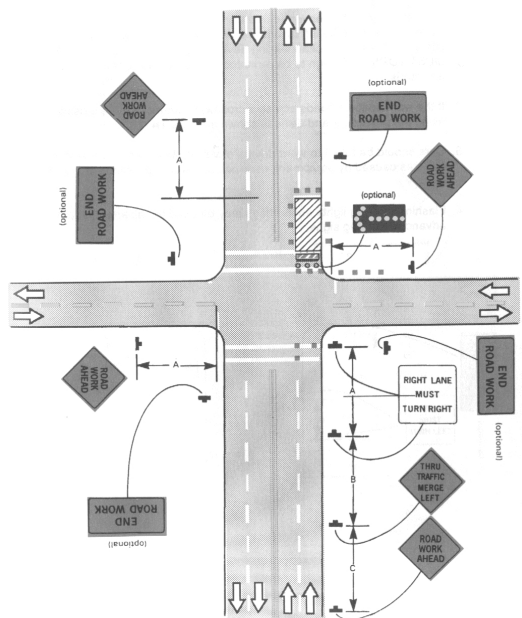 (optional)
END
ROAD WORK
ROAD
WORK
AHEAD
A
(optional)
END
ROAD WORK
ROAD
WORK
AHEAD
(optional)
A
A
ROAD
WORK
AHEAD
RIGHT LANE
MUST
TURN RIGHT
A
END
ROAD WORK
(optional)
THRU
TRAFFIC
MERGE
LEFT
B
END
ROAD WORK
(optional)
ROAD
WORK
AHEAD
C